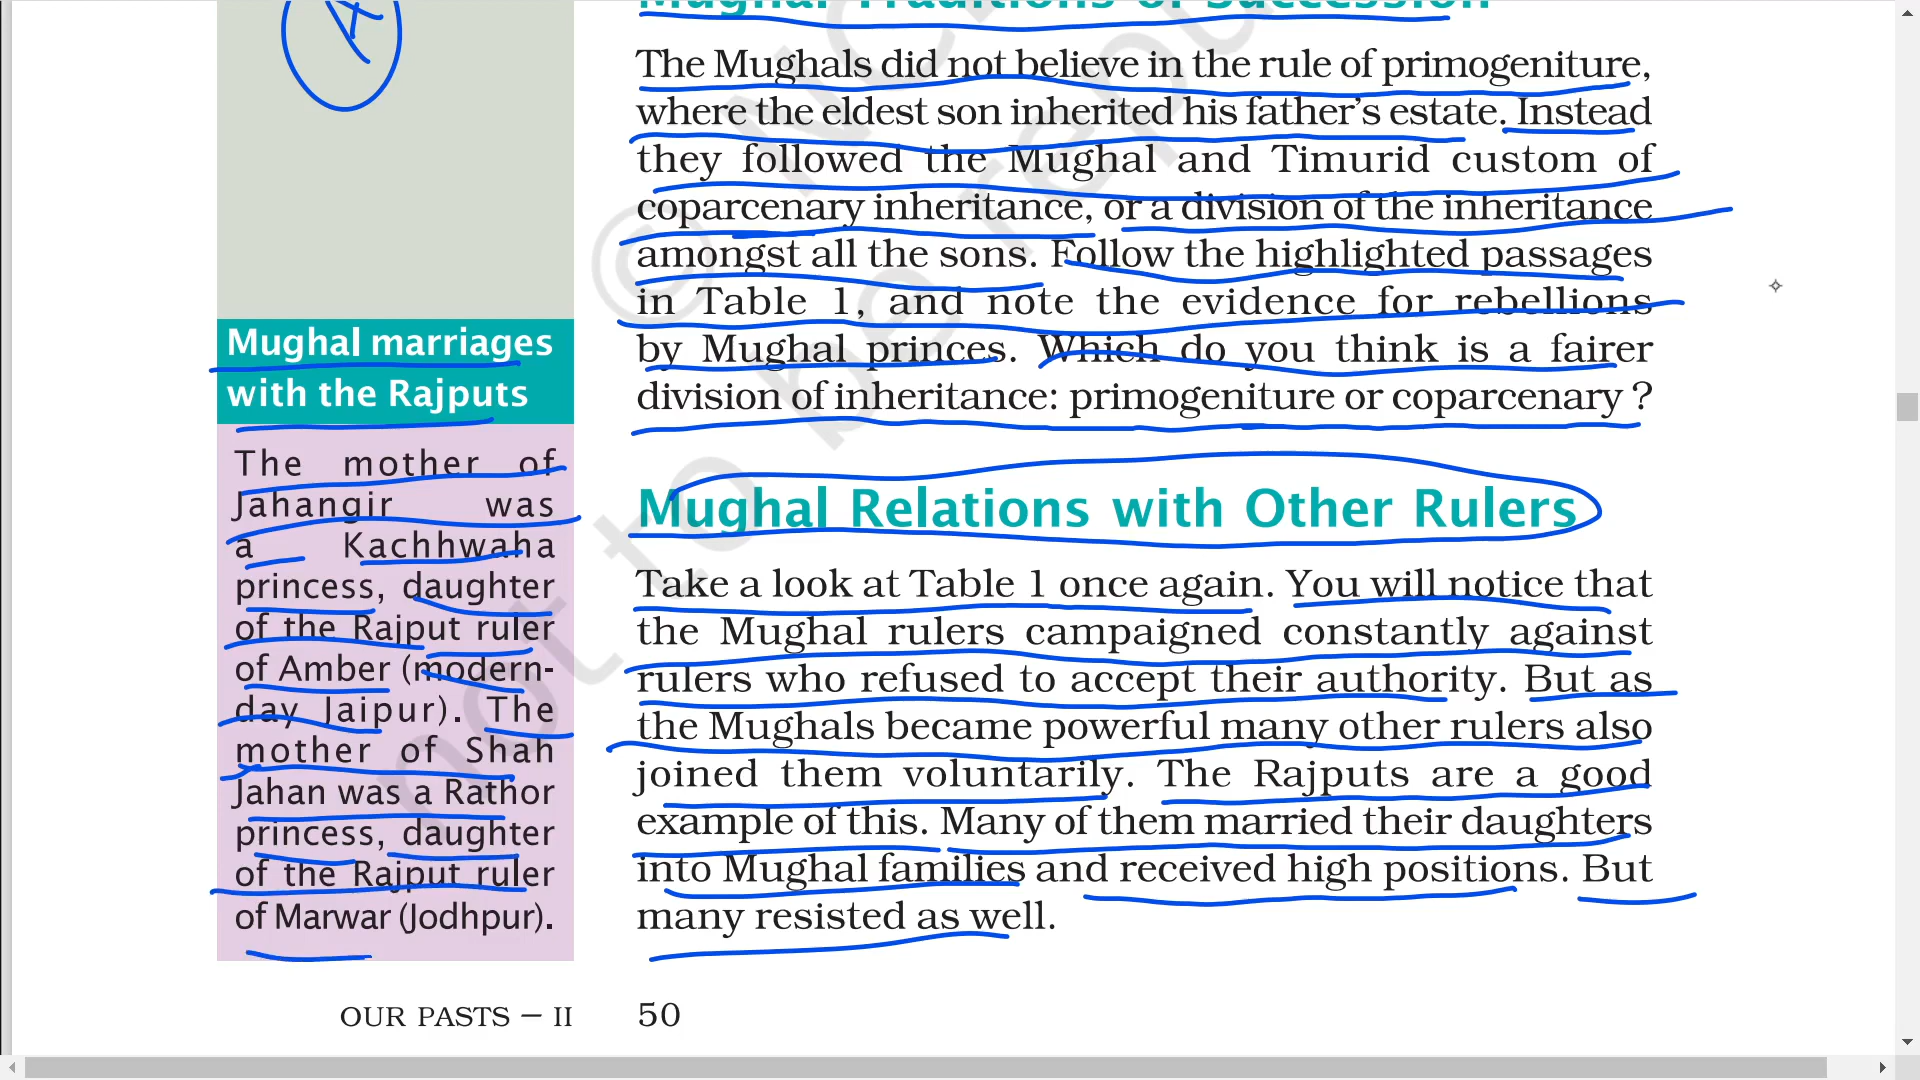 Mughal Traditions of Succession
The Mughals did not believe in the rule of primogeniture,
where the eldest son inherited his father's estate. Instead
they followed the Mughal and Timurid custom of
coparcenary inheritance, or a division of the inheritance
amongst all the sons. Follow the highlighted passages
in Table 1, and note the evidence for rebellions
by Mughal princes. Which do you think is a fairer
division of inheritance: primogeniture or coparcenary ?
Mughal marriages
with the Rajputs
The mother of
Jahangir was
a Kachhwaha
princess, daughter
of the Rajput ruler
of Amber (modern-
day Jaipur). The
mother of Shah
Jahan was a Rathor
princess, daughter
of the Rajput ruler
of Marwar (Jodhpur).
Mughal Relations with Other Rulers
Take a look at Table 1 once again. You will notice that
the Mughal rulers campaigned constantly against
rulers who refused to accept their authority. But as
the Mughals became powerful many other rulers also
joined them voluntarily. The Rajputs are a good
example of this. Many of them married their daughters
into Mughal families and received high positions. But
many resisted as well.
OUR PASTS – II 50
not to be